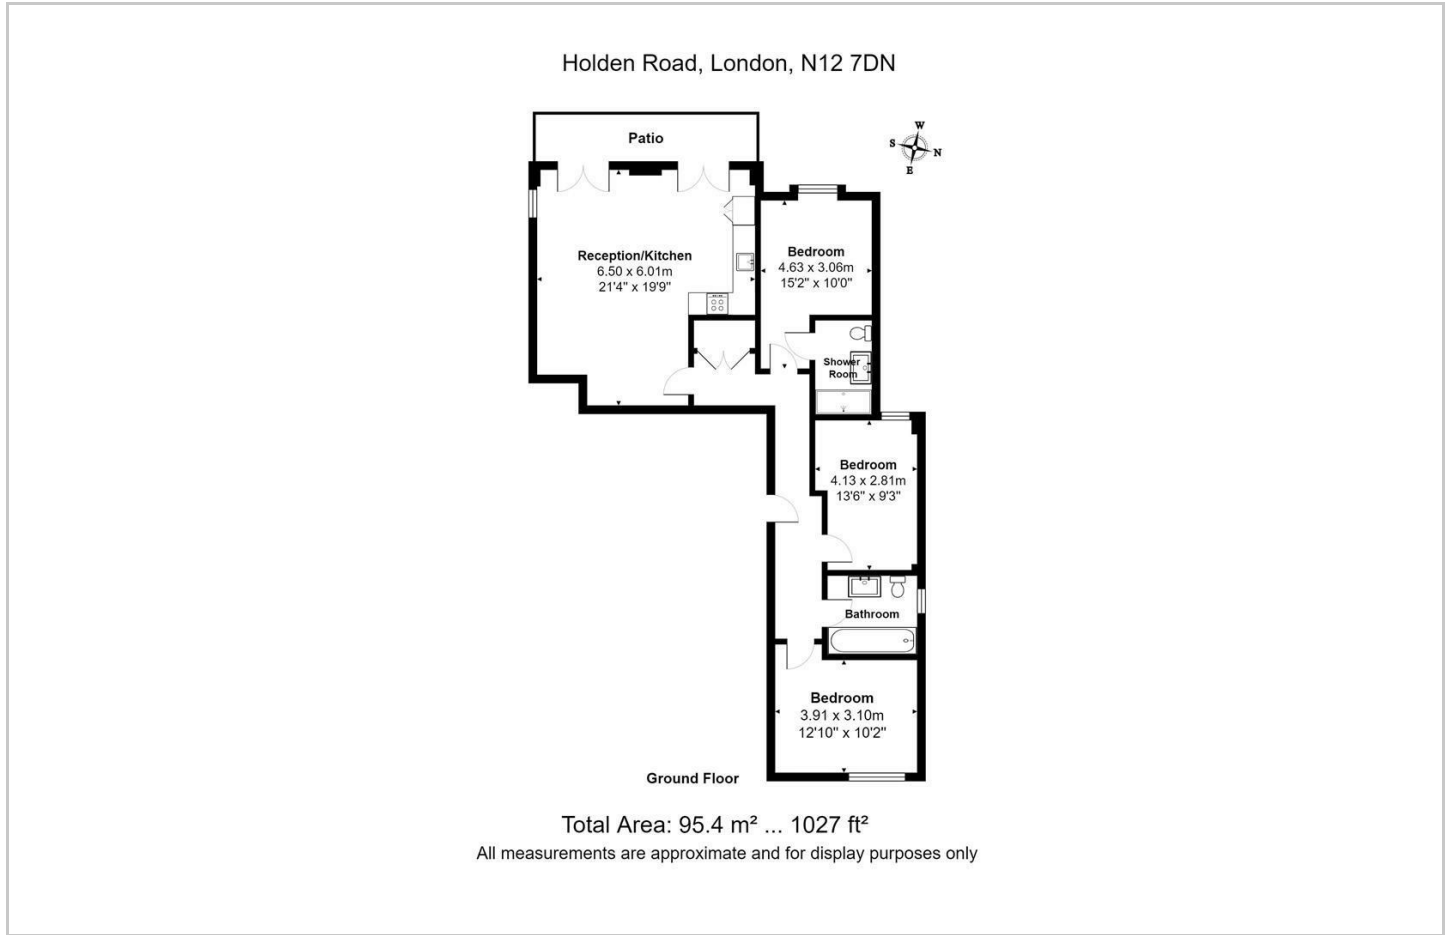 Holden Road, London, N12 7DN
Patio
W
S
N
E
Reception/Kitchen
6.50 x 6.01m
21'4" x 19'9"
Bedroom
4.63 x 3.06m
15'2" x 10'0"
Shower
Room
Bedroom
4.13 x 2.81m
13'6" x 9'3"
Bathroom
Bedroom
3.91 x 3.10m
12'10" x 10'2"
Ground Floor
Total Area: 95.4 m² ... 1027 ft²
All measurements are approximate and for display purposes only